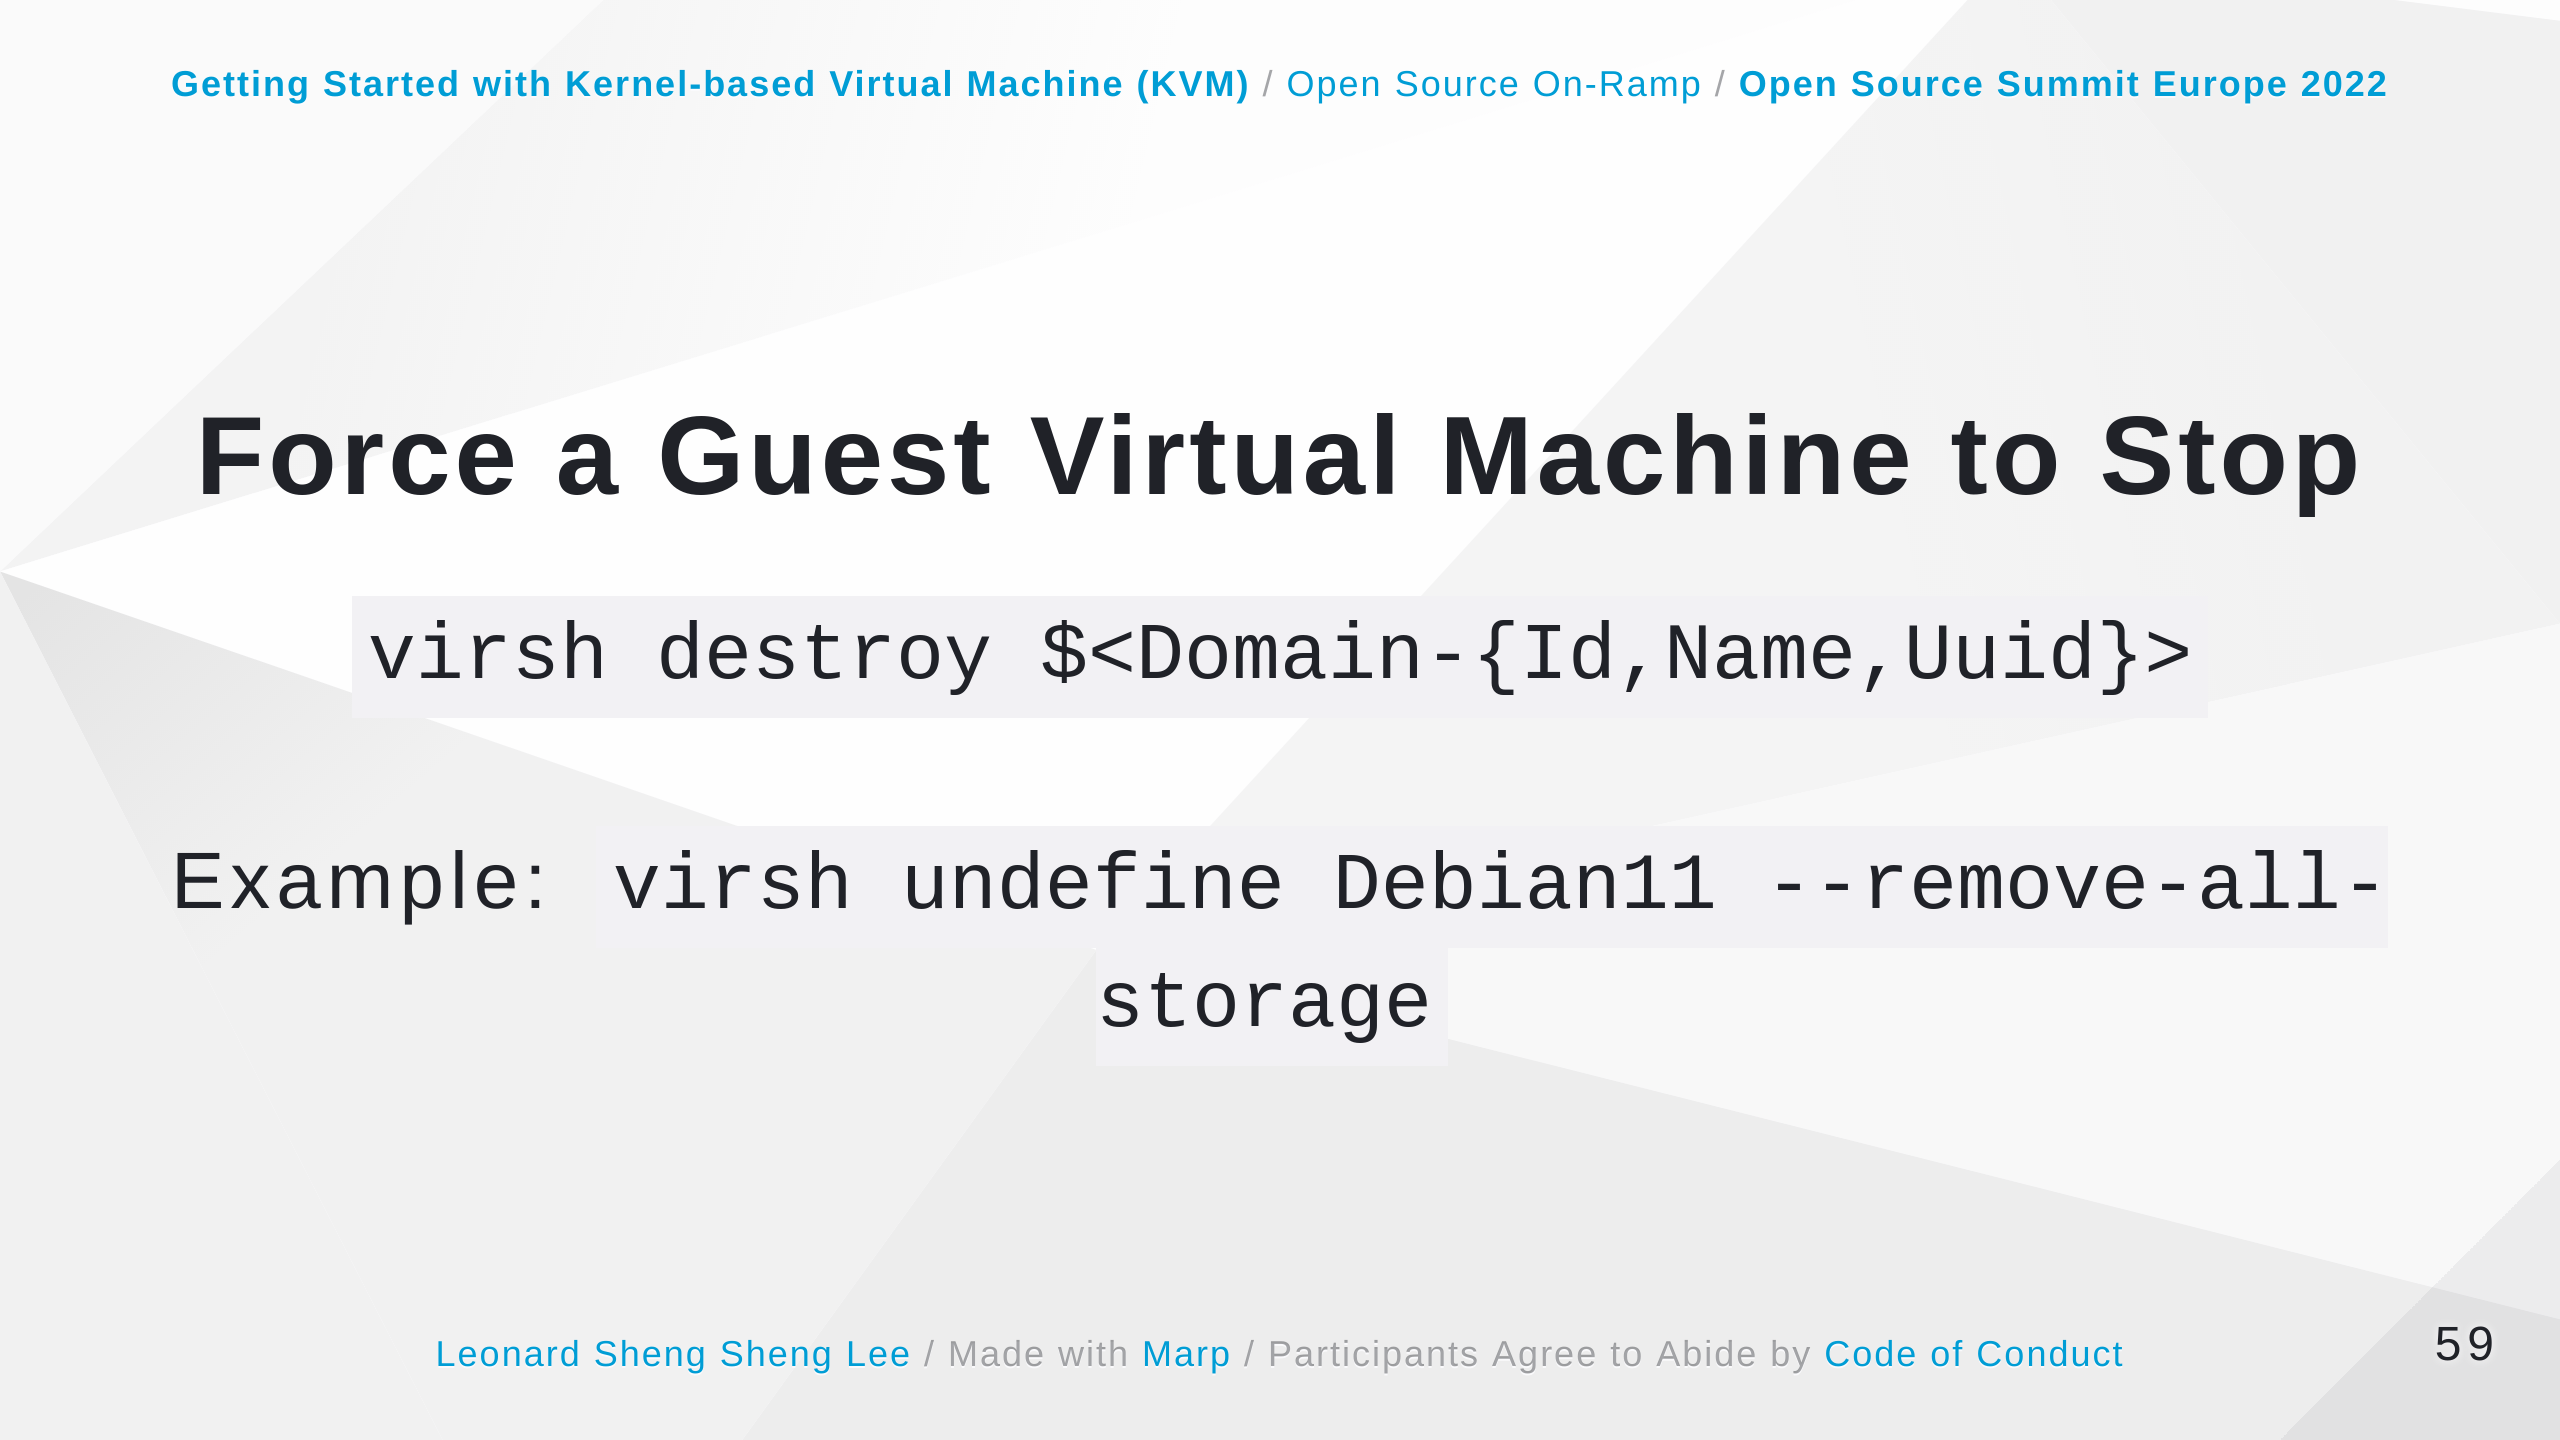 Getting Started with Kernel-based Virtual Machine (KVM) / Open Source On-Ramp / Open Source Summit Europe 2022
Force a Guest Virtual Machine to Stop
virsh destroy $<Domain-{Id,Name,Uuid}>
Example: virsh undefine Debian11 --remove-all-
storage
Leonard Sheng Sheng Lee / Made with Marp / Participants Agree to Abide by Code of Conduct
59